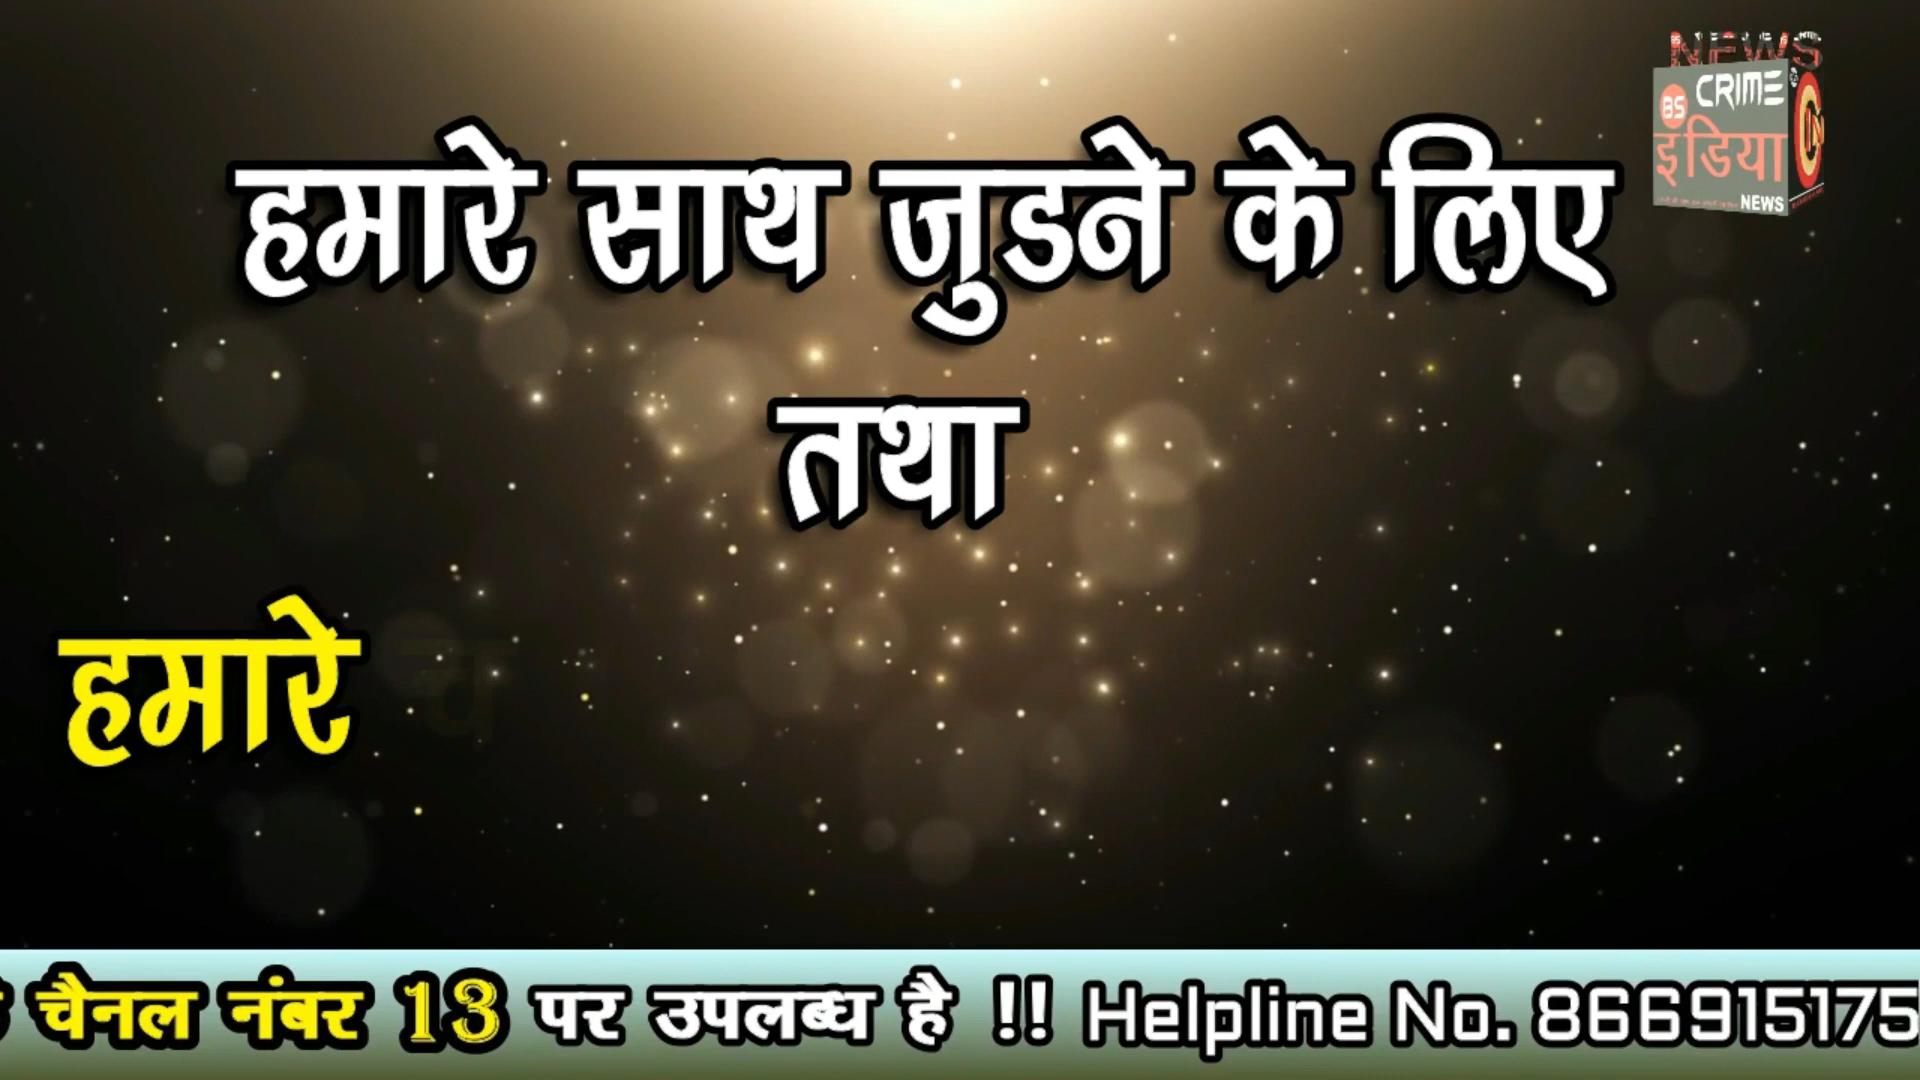 NEWS
BS CRIME
इंडिया
NEWS
हमारे साथ जुडने के लिए
तथा
हमारे
चैनल नंबर 13 पर उपलब्ध है !! Helpline No. 866915175